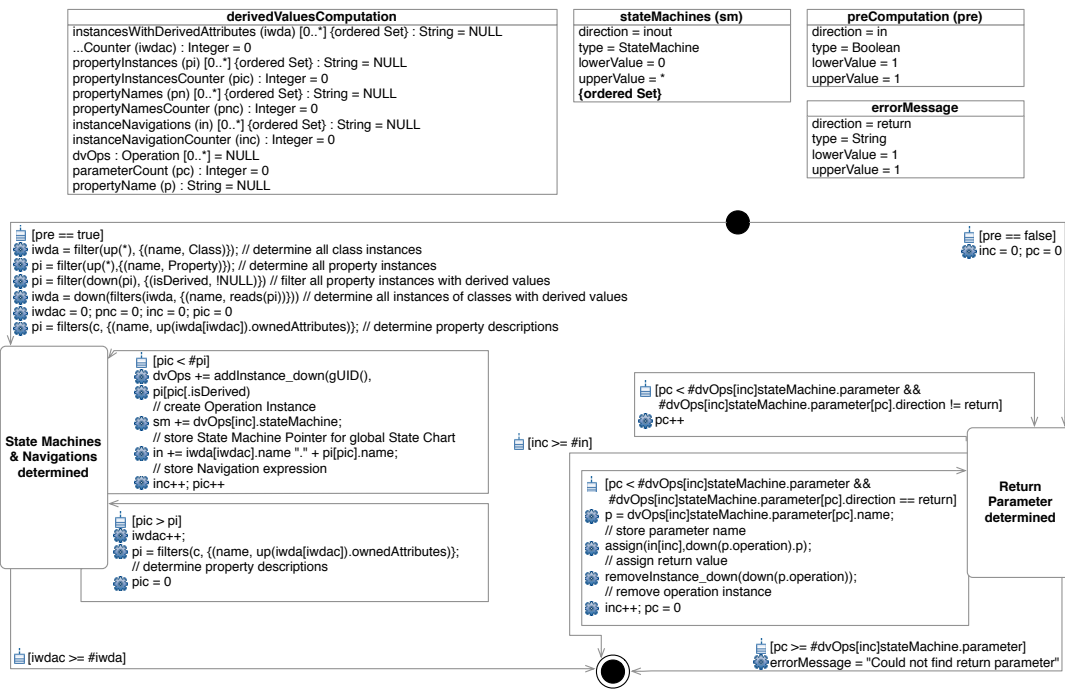 derivedValuesComputation
instancesWithDerivedAttributes (iwda) [0..*] {ordered Set} : String = NULL
...Counter (iwdac) : Integer = 0
propertyInstances (pi) [0..*] {ordered Set} : String = NULL
propertyInstancesCounter (pic) : Integer = 0
propertyNames (pn) [0..*] {ordered Set} : String = NULL
propertyNamesCounter (pnc) : Integer = 0
instanceNavigations (in) [0..*] {ordered Set} : String = NULL
instanceNavigationCounter (inc) : Integer = 0
dvOps : Operation [0..*] = NULL
parameterCount (pc) : Integer = 0
propertyName (p) : String = NULL
stateMachines (sm)
direction = inout
type = StateMachine
lowerValue = 0
upperValue = *
{ordered Set}
preComputation (pre)
direction = in
type = Boolean
lowerValue = 1
upperValue = 1
errorMessage
direction = return
type = String
lowerValue = 1
upperValue = 1
[pre == true]
iwda = filter(up(*), {(name, Class)}); // determine all class instances
pi = filter(up(*),{(name, Property)}); // determine all property instances
pi = filter(down(pi), {(isDerived, !NULL)}) // filter all property instances with derived values
iwda = down(filters(iwda, {(name, reads(pi))})) // determine all instances of classes with derived values
iwdac = 0; pnc = 0; inc = 0; pic = 0
pi = filters(c, {(name, up(iwda[iwdac]).ownedAttributes)}; // determine property descriptions
[pre == false]
inc = 0; pc = 0
State Machines
& Navigations
determined
[pic < #pi]
dvOps += addInstance_down(gUID(),
pi[pic[.isDerived)
// create Operation Instance
sm += dvOps[inc].stateMachine;
// store State Machine Pointer for global State Chart
in += iwda[iwdac].name "." + pi[pic].name;
// store Navigation expression
inc++; pic++
[pic > pi]
iwdac++;
pi = filters(c, {(name, up(iwda[iwdac]).ownedAttributes)};
// determine property descriptions
pic = 0
[iwdac >= #iwda]
[pc < #dvOps[inc]stateMachine.parameter &&
#dvOps[inc]stateMachine.parameter[pc].direction != return]
pc++
[inc >= #in]
[pc < #dvOps[inc]stateMachine.parameter &&
#dvOps[inc]stateMachine.parameter[pc].direction == return]
p = dvOps[inc]stateMachine.parameter[pc].name;
// store parameter name
assign(in[inc],down(p.operation).p);
// assign return value
removeInstance_down(down(p.operation));
// remove operation instance
inc++; pc = 0
Return
Parameter
determined
[pc >= #dvOps[inc]stateMachine.parameter]
errorMessage = "Could not find return parameter"